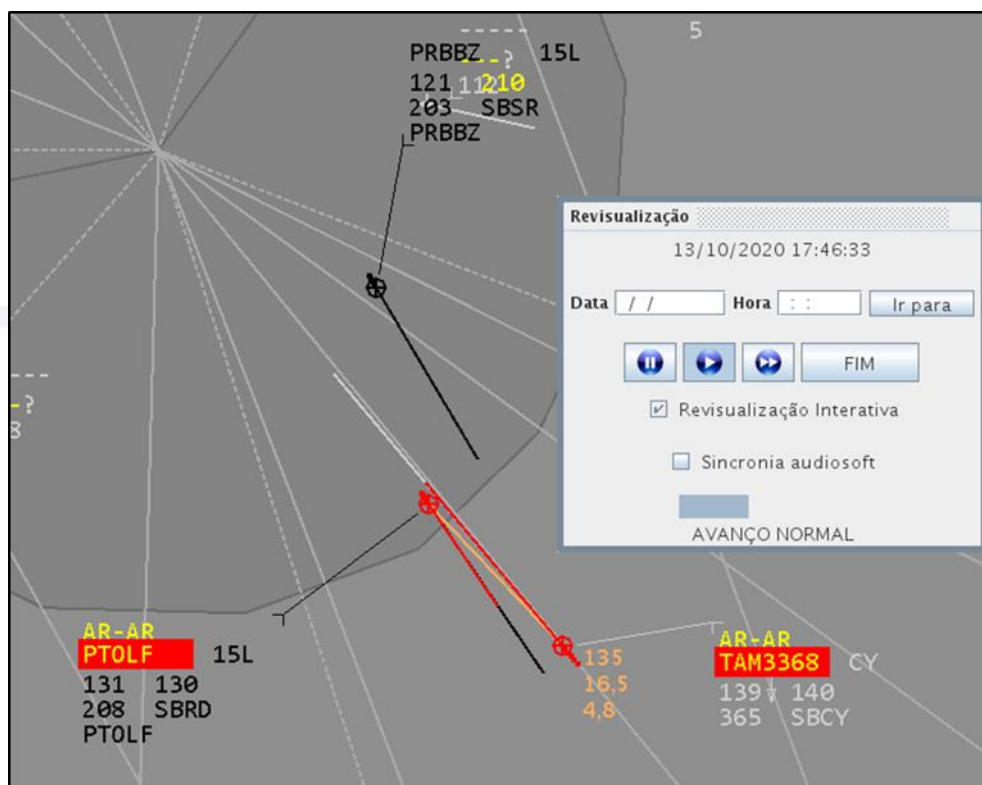 5
PRBBZ 15L
---?
121 112 210
203 SBSR
PRBBZ
Revisualização
13/10/2020 17:46:33
Data / / Hora : : Ir para
FIM
Revisualização Interativa
Sincronia audiosoft
AVANÇO NORMAL
-?
8
AR-AR
PTOLF 15L
131 130
208 SBRD
PTOLF
135
16,5
4,8
AR-AR
TAM3368 CY
139 140
365 SBCY